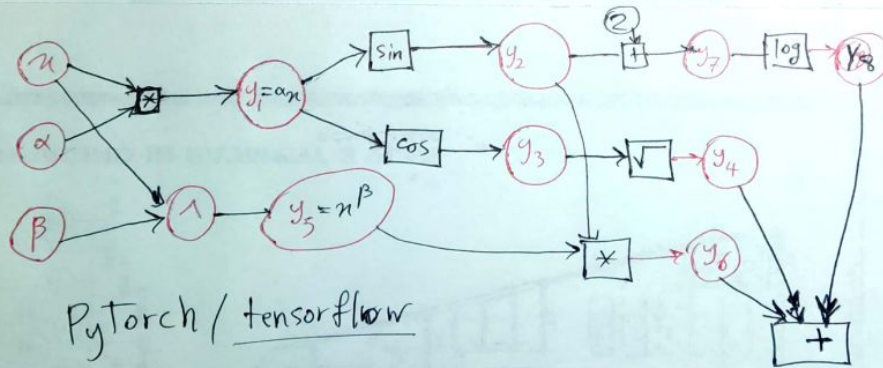 2
x
*
y₁ = αx
sin
y₂
+
y₇
log
y₈
α
cos
y₃
√
y₄
β
^
y₅ = x^β
*
y₆
PyTorch / tensorflow
+